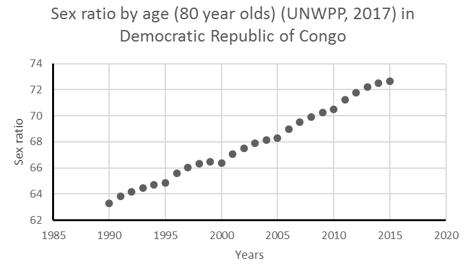 Sex ratio by age (80 year olds) (UNWPP, 2017) in
Democratic Republic of Congo
74
72
70
68
66
64
62
Sex ratio
1985 1990 1995 2000 2005 2010 2015 2020
Years